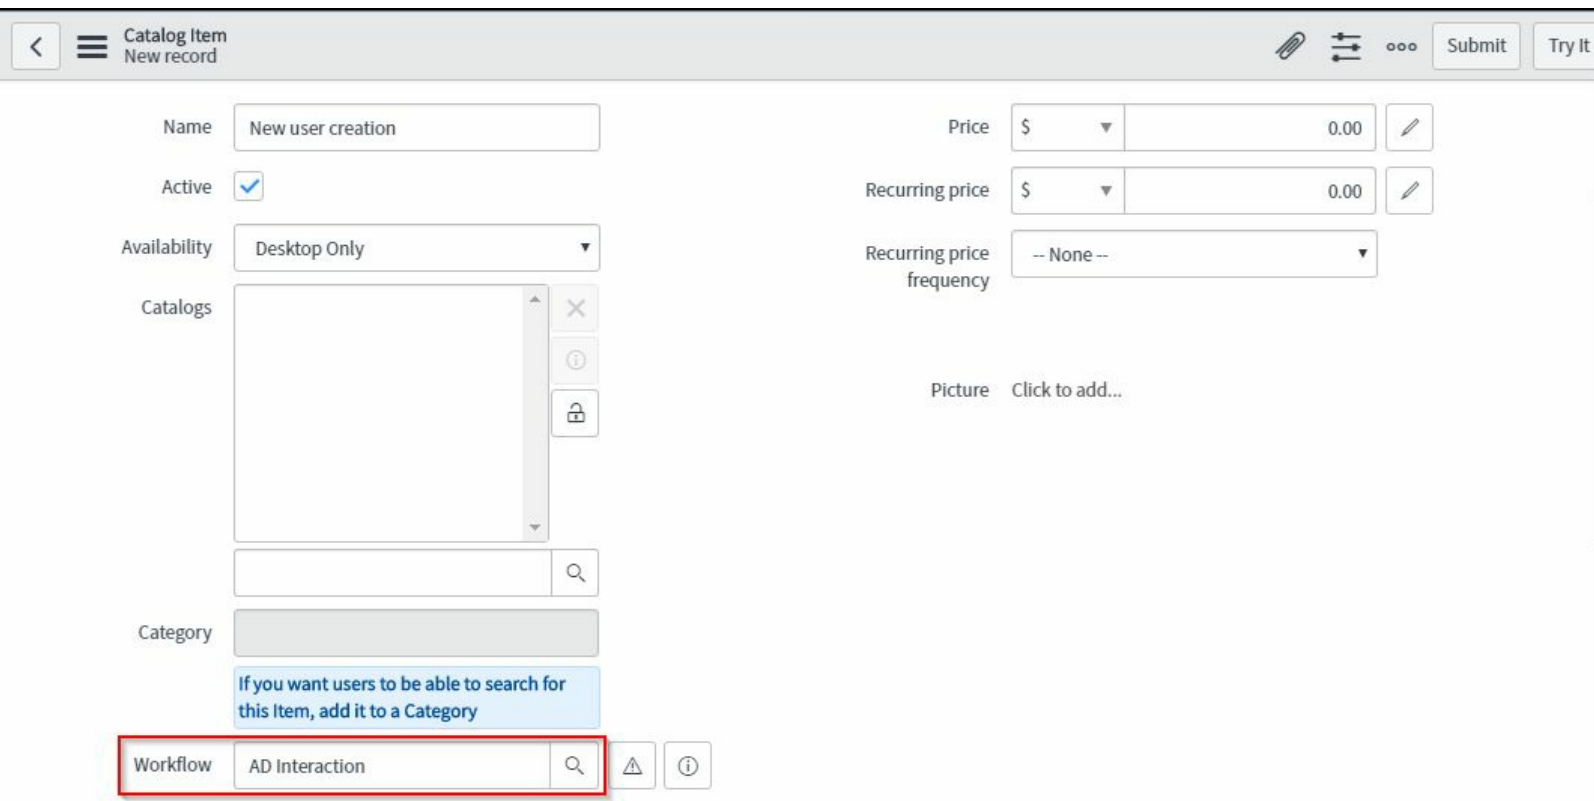 Catalog Item
New record
Submit
Try It
Name
New user creation
Active
Availability
Desktop Only
Catalogs
Category
If you want users to be able to search for
this Item, add it to a Category
Workflow
AD Interaction
Price
$
0.00
Recurring price
$
0.00
Recurring price
frequency
-- None --
Picture
Click to add...